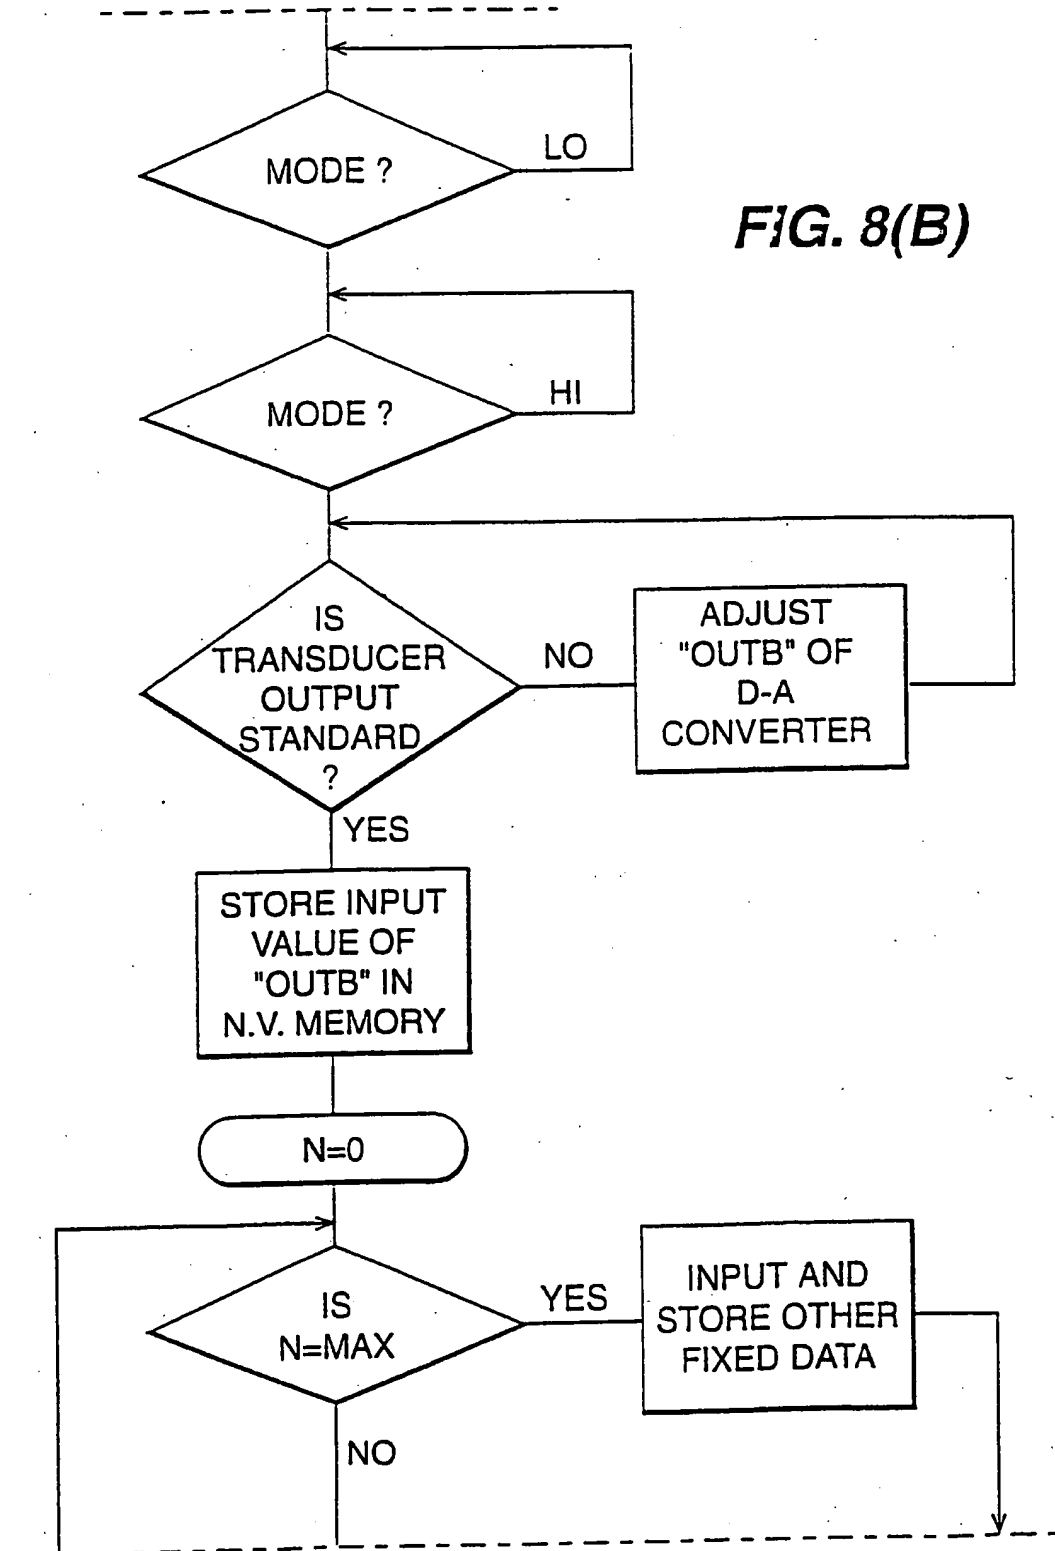 LO
MODE ?
FIG. 8(B)
HI
MODE ?
IS
TRANSDUCER
OUTPUT
STANDARD
?
NO
ADJUST
"OUTB" OF
D-A
CONVERTER
YES
STORE INPUT
VALUE OF
"OUTB" IN
N.V. MEMORY
N=0
IS
N=MAX
YES
INPUT AND
STORE OTHER
FIXED DATA
NO